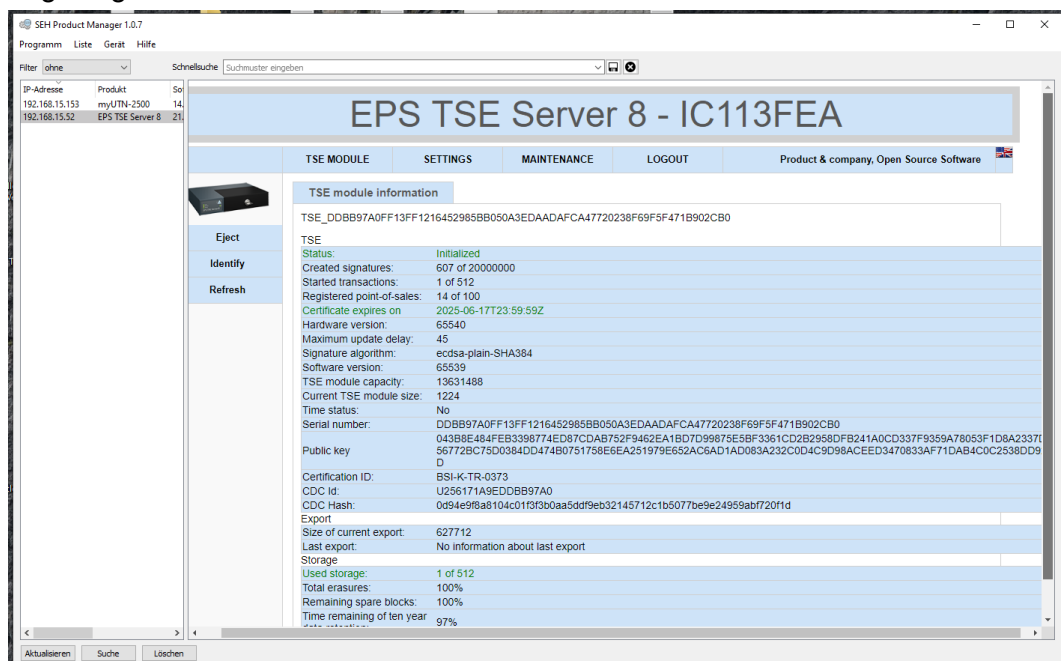 SEH Product Manager 1.0.7
Programm Liste Gerät Hilfe
Filter ohne Schnellsuche Suchmuster eingeben
IP-Adresse Produkt
192.168.15.153 myUTN-2500 14.
192.168.15.52 EPS TSE Server 8 21.
EPS TSE Server 8 - IC113FEA
TSE MODULE SETTINGS MAINTENANCE LOGOUT Product & company, Open Source Software
Eject
Identify
Refresh
TSE module information
TSE_DDBB97A0FF13FF1216452985BB050A3EDAADAFCA47720238F69F5F471B902CB0
TSE
Status: Initialized
Created signatures: 607 of 20000000
Started transactions: 1 of 512
Registered point-of-sales: 14 of 100
Certificate expires on 2025-06-17T23:59:59Z
Hardware version: 65540
Maximum update delay: 45
Signature algorithm: ecdsa-plain-SHA384
Software version: 65539
TSE module capacity: 13631488
Current TSE module size: 1224
Time status: No
Serial number: DDBB97A0FF13FF1216452985BB050A3EDAADAFCA47720238F69F5F471B902CB0
Public key 043B8E484FEB3398774ED87CDAB752F9462EA1BD7D99875E5BF3361CD2B2958DFB241A0CD337F9359A78053F1D8A2337
56772BC75D0384DD474B0751758E6EA251979E652AC6AD1AD083A232C0D4C9D98ACEED3470833AF71DAB4C0C2538DD9
D
Certification ID: BSI-K-TR-0373
CDC Id: U256171A9EDDBB97A0
CDC Hash: 0d94e9f8a8104c01f3f3b0aa5ddf9eb32145712c1b5077be9e24959abf720f1d
Export
Size of current export: 627712
Last export: No information about last export
Storage
Used storage: 1 of 512
Total erasures: 100%
Remaining spare blocks: 100%
Time remaining of ten year 97%
Aktualisieren Suche Löschen